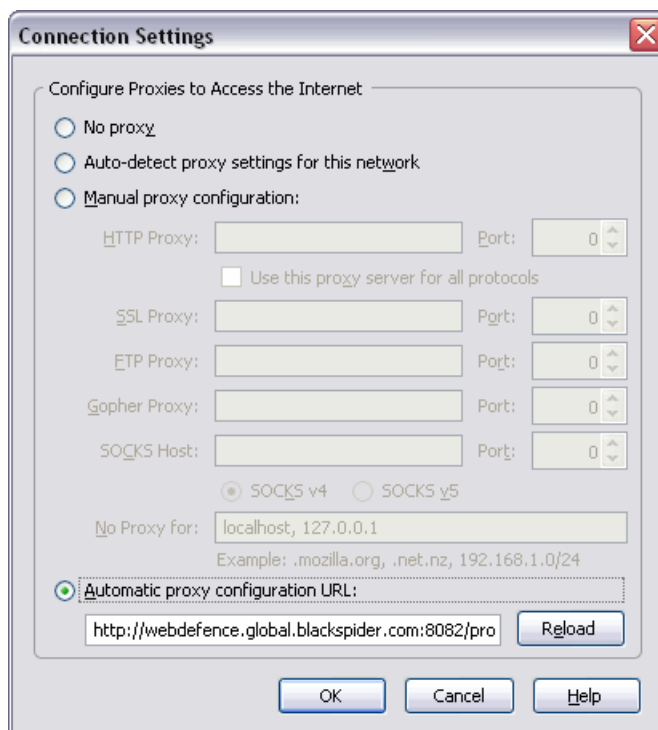 Connection Settings
Configure Proxies to Access the Internet
No proxy
Auto-detect proxy settings for this network
Manual proxy configuration:
HTTP Proxy: Port: 0
Use this proxy server for all protocols
SSL Proxy: Port: 0
FTP Proxy: Port: 0
Gopher Proxy: Port: 0
SOCKS Host: Port: 0
SOCKS v4 SOCKS v5
No Proxy for: localhost, 127.0.0.1
Example: .mozilla.org, .net.nz, 192.168.1.0/24
Automatic proxy configuration URL:
http://webdefence.global.blackspider.com:8082/pro Reload
OK Cancel Help